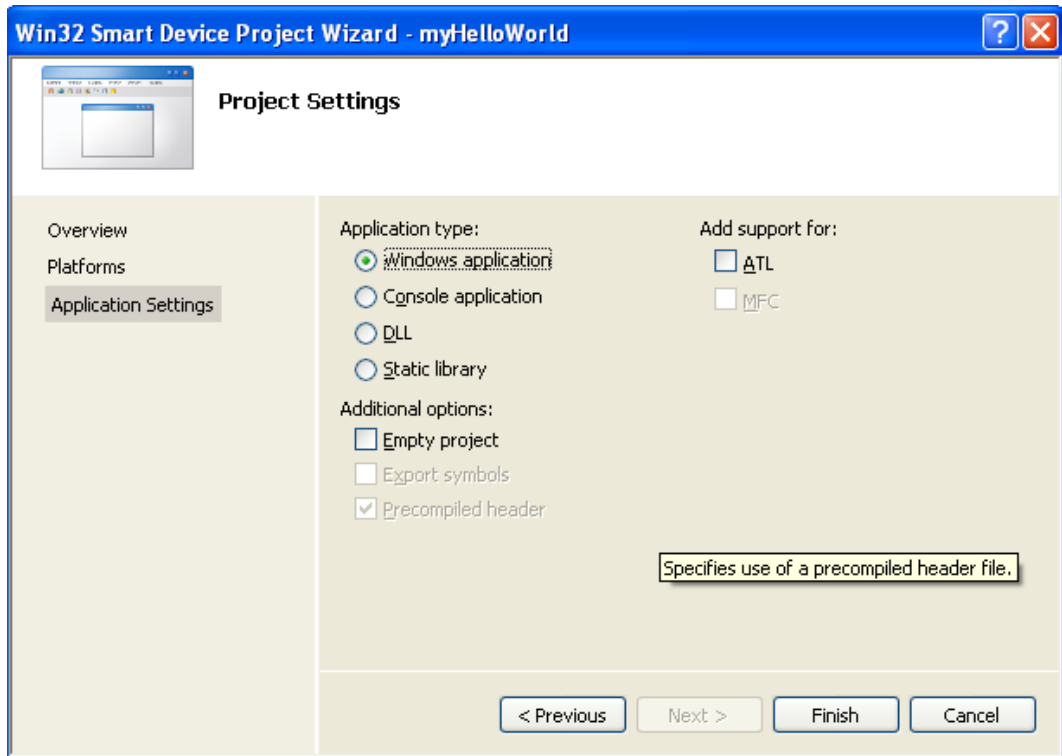 Win32 Smart Device Project Wizard - myHelloWorld
Project Settings
Overview
Platforms
Application Settings
Application type:
Windows application
Console application
DLL
Static library
Additional options:
Empty project
Export symbols
Precompiled header
Add support for:
ATL
MFC
Specifies use of a precompiled header file.
< Previous
Next >
Finish
Cancel